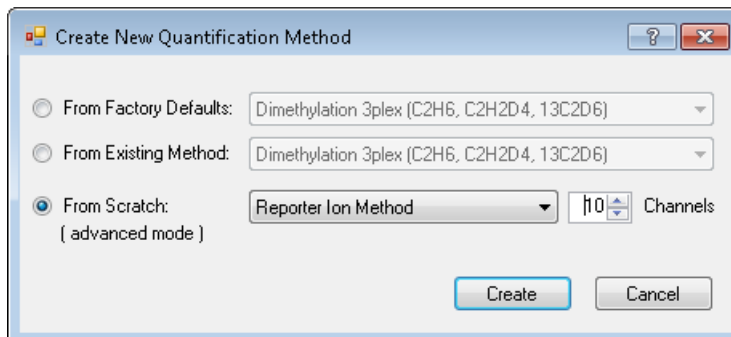 Create New Quantification Method
From Factory Defaults: Dimethylation 3plex (C2H6, C2H2D4, 13C2D6)
From Existing Method: Dimethylation 3plex (C2H6, C2H2D4, 13C2D6)
From Scratch: Reporter Ion Method 10 Channels
( advanced mode )
Create Cancel